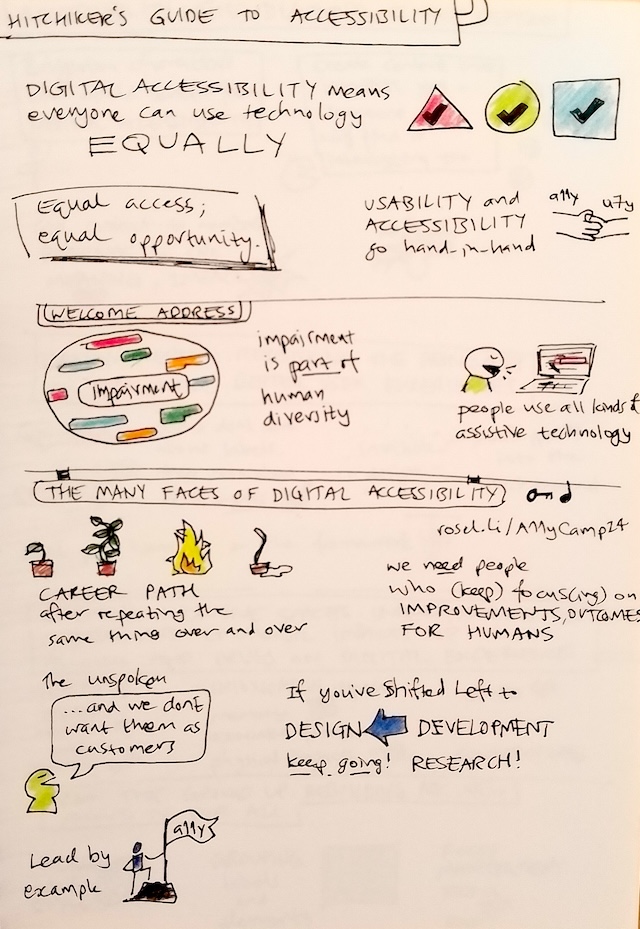 HITCHIKER'S GUIDE TO ACCESSIBILITY
DIGITAL ACCESSIBILITY means
everyone can use technology
EQUALLY
Equal access;
equal opportunity.
USABILITY and
ACCESSIBILITY
go hand-in-hand
a11y
u7y
WELCOME ADDRESS
impairment
impairment
is part of
human
diversity
people use all kinds of
assistive technology
THE MANY FACES OF DIGITAL ACCESSIBILITY
rosel.li/A11yCamp24
CAREER PATH
after repeating the
same thing over and over
we need people
who (keep) focus(ing) on
IMPROVEMENTS, OUTCOMES
FOR HUMANS
The unspoken
...and we dont
want them as
customers
If you've Shifted Left to
DESIGN DEVELOPMENT
keep going! RESEARCH!
Lead by
example
a11y